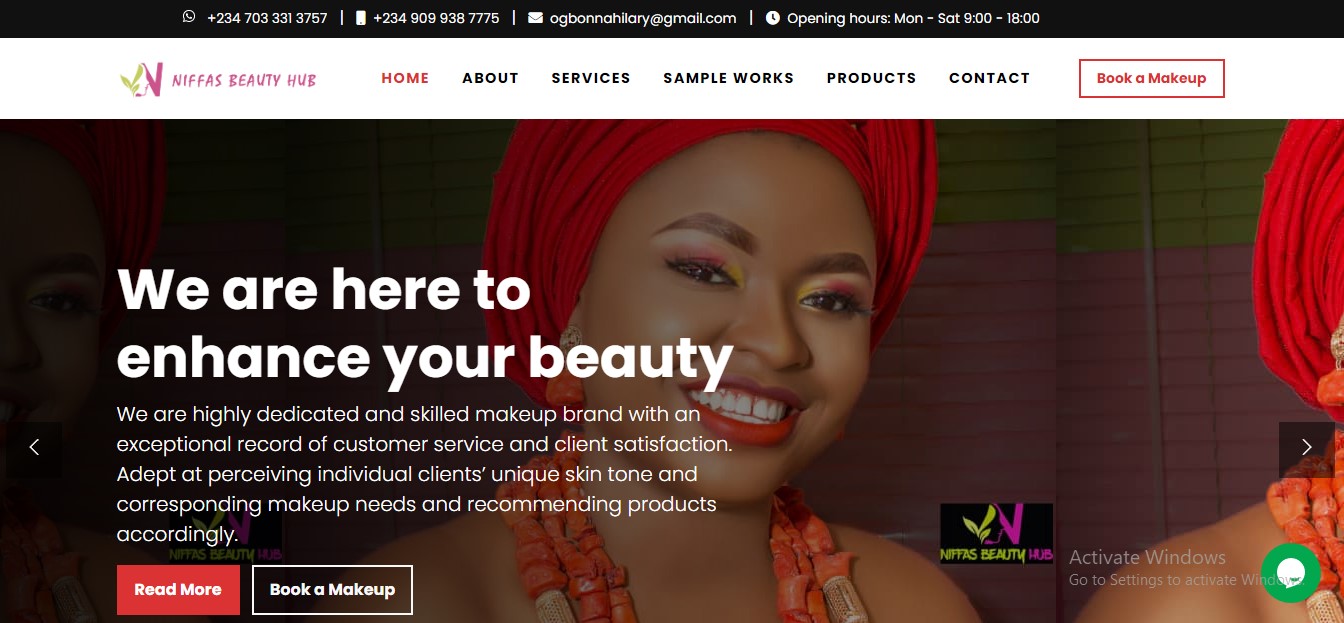 +234 703 331 3757 | +234 909 938 7775 | ogbonnahilary@gmail.com | Opening hours: Mon - Sat 9:00 - 18:00
NIFFAS BEAUTY HUB
HOME ABOUT SERVICES SAMPLE WORKS PRODUCTS CONTACT
Book a Makeup
We are here to
enhance your beauty
We are highly dedicated and skilled makeup brand with an
exceptional record of customer service and client satisfaction.
Adept at perceiving individual clients’ unique skin tone and
corresponding makeup needs and recommending products
accordingly.
NIFFAS BEAUTY HUB
NIFFAS BEAUTY HUB
Read More
Book a Makeup
Activate Windows
Go to Settings to activate Windows.